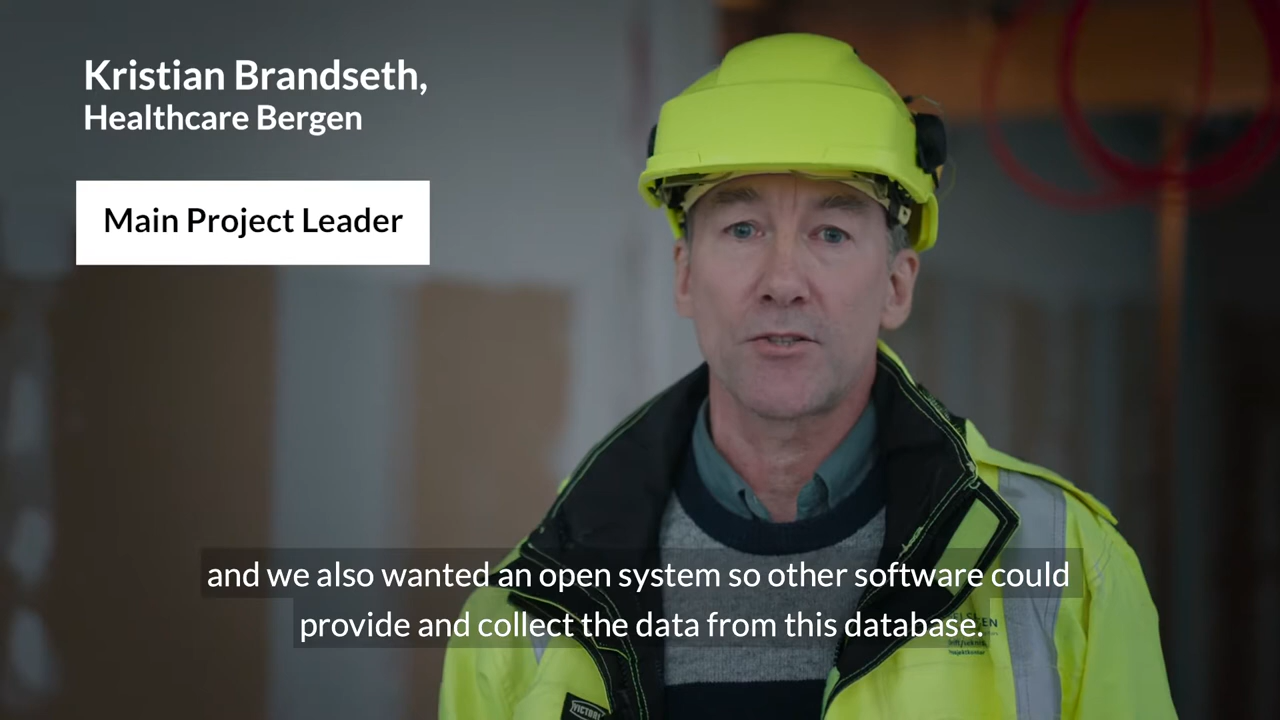 Kristian Brandseth,
Healthcare Bergen
Main Project Leader
and we also wanted an open system so other software could
provide and collect the data from this database.
VICTORY